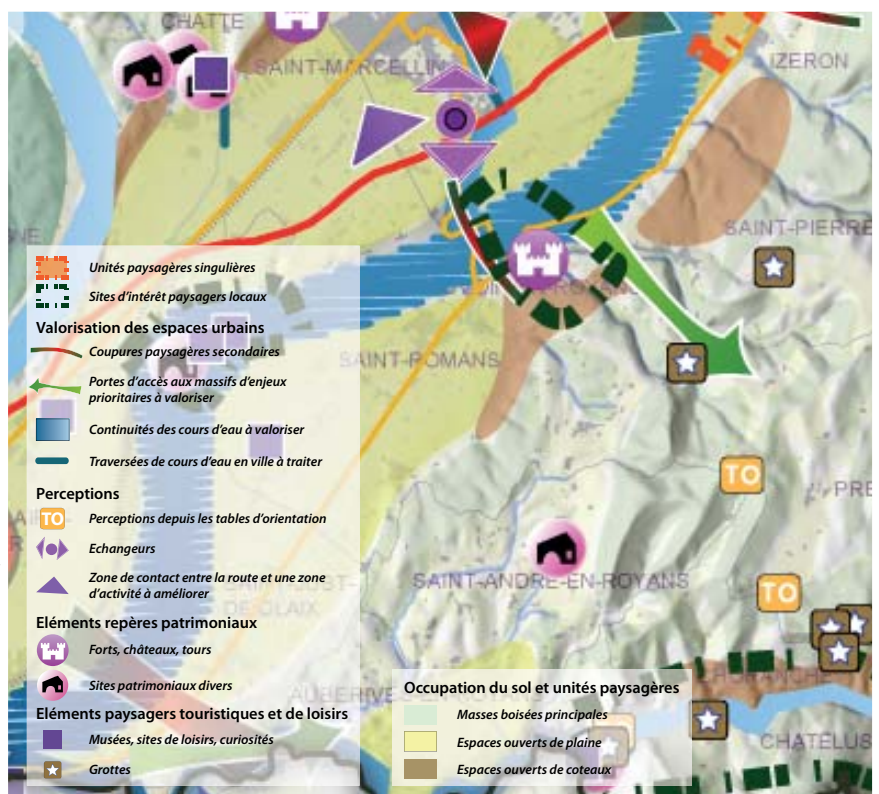 CHATTE
SAINT-MARCELLIN
IZERON
SAINT-PIERRE
SAINT-ROMANS
TO
PRE
SAINT-ANDRE-EN-ROYANS
TO
CHORANCHE
CHATELUS
Unités paysagères singulières
Sites d'intérêt paysagers locaux
Valorisation des espaces urbains
Coupures paysagères secondaires
Portes d'accès aux massifs d'enjeux
prioritaires à valoriser
Continuités des cours d'eau à valoriser
Traversées de cours d'eau en ville à traiter
Perceptions
TO
Perceptions depuis les tables d'orientation
Echangeurs
Zone de contact entre la route et une zone
d'activité à améliorer
Eléments repères patrimoniaux
Forts, châteaux, tours
Sites patrimoniaux divers
Eléments paysagers touristiques et de loisirs
Musées, sites de loisirs, curiosités
Grottes
Occupation du sol et unités paysagères
Masses boisées principales
Espaces ouverts de plaine
Espaces ouverts de coteaux